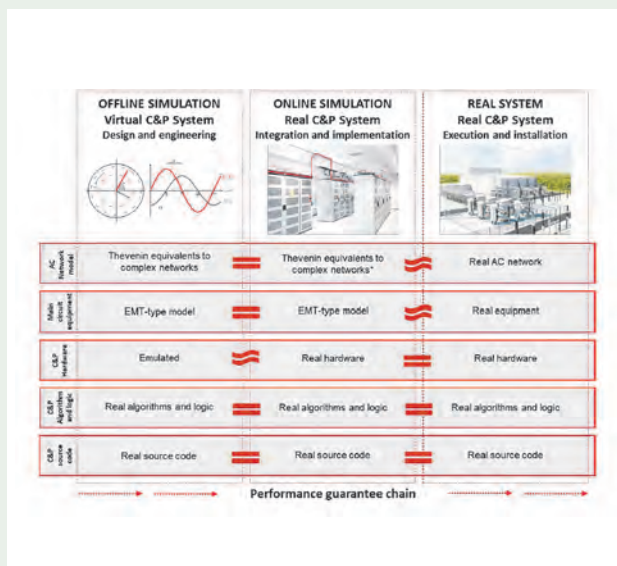 OFFLINE SIMULATION
Virtual C&P System
Design and engineering
ONLINE SIMULATION
Real C&P System
Integration and implementation
REAL SYSTEM
Real C&P System
Execution and installation
AC
Network
model
Thevenin equivalents to
complex networks
Thevenin equivalents to
complex networks*
Real AC network
Main
circuit
equipment
EMT-type model
EMT-type model
Real equipment
C&P
Hardware
Emulated
Real hardware
Real hardware
C&P
Algorithm
and logic
Real algorithms and logic
Real algorithms and logic
Real algorithms and logic
C&P
source
code
Real source code
Real source code
Real source code
Performance guarantee chain